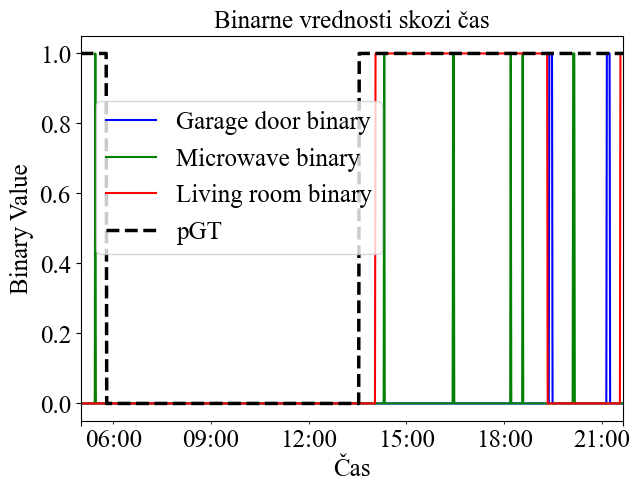 Binarne vrednosti skozi čas
Binary Value
1.0
0.8
0.6
0.4
0.2
0.0
Garage door binary
Microwave binary
Living room binary
pGT
06:00 09:00 12:00 15:00 18:00 21:00
Čas